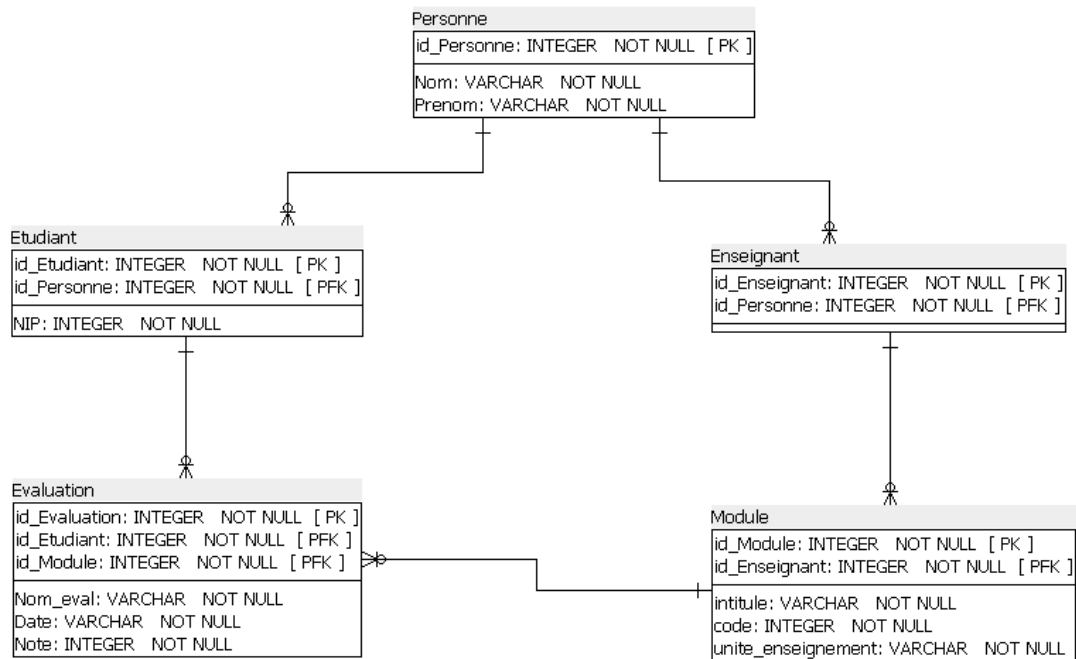 Personne
id_Personne: INTEGER NOT NULL [ PK ]
Nom: VARCHAR NOT NULL
Prenom: VARCHAR NOT NULL
Etudiant
id_Etudiant: INTEGER NOT NULL [ PK ]
id_Personne: INTEGER NOT NULL [ PFK ]
NIP: INTEGER NOT NULL
Enseignant
id_Enseignant: INTEGER NOT NULL [ PK ]
id_Personne: INTEGER NOT NULL [ PFK ]
Evaluation
id_Evaluation: INTEGER NOT NULL [ PK ]
id_Etudiant: INTEGER NOT NULL [ PFK ]
id_Module: INTEGER NOT NULL [ PFK ]
Nom_eval: VARCHAR NOT NULL
Date: VARCHAR NOT NULL
Note: INTEGER NOT NULL
Module
id_Module: INTEGER NOT NULL [ PK ]
id_Enseignant: INTEGER NOT NULL [ PFK ]
intitule: VARCHAR NOT NULL
code: INTEGER NOT NULL
unite_enseignement: VARCHAR NOT NULL